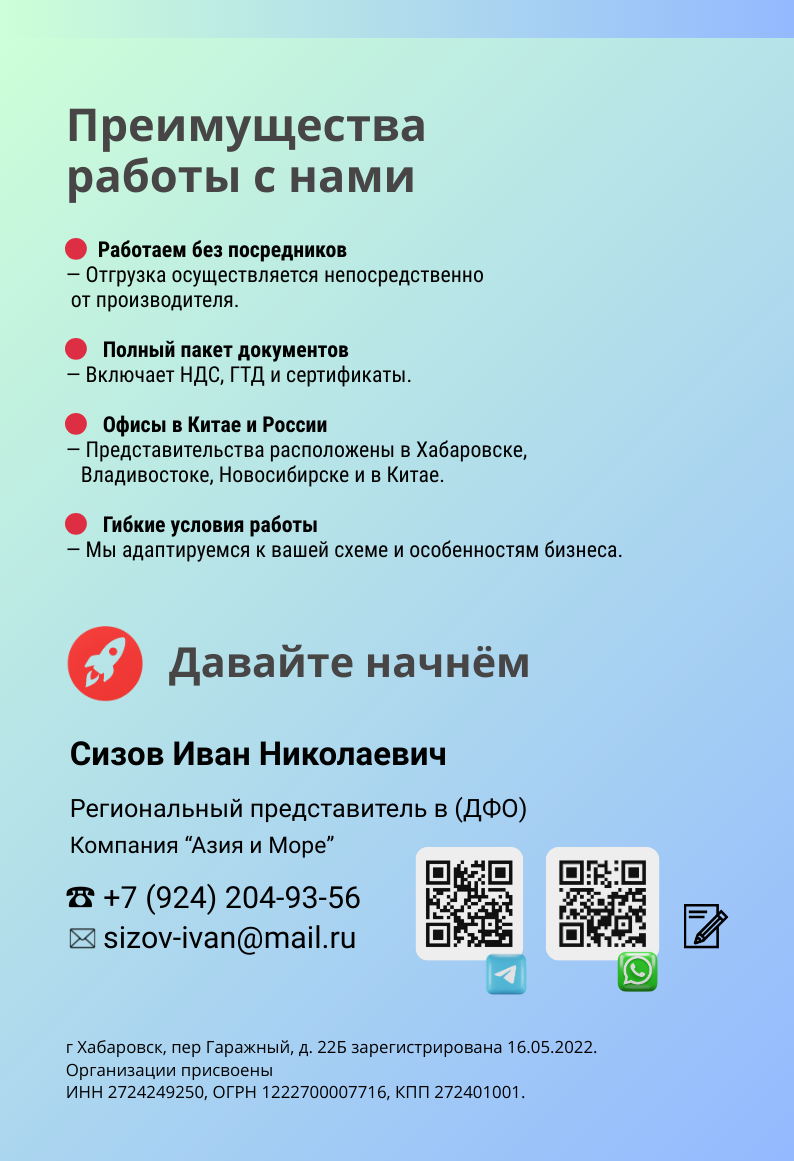 Преимущества
работы с нами
Работаем без посредников
— Отгрузка осуществляется непосредственно
от производителя.
Полный пакет документов
— Включает НДС, ГТД и сертификаты.
Офисы в Китае и России
— Представительства расположены в Хабаровске,
Владивостоке, Новосибирске и в Китае.
Гибкие условия работы
— Мы адаптируемся к вашей схеме и особенностям бизнеса.
Давайте начнём
Сизов Иван Николаевич
Региональный представитель в (ДФО)
Компания “Азия и Море”
☎ +7 (924) 204-93-56
✉ sizov-ivan@mail.ru
г Хабаровск, пер Гаражный, д. 22Б зарегистрирована 16.05.2022.
Организации присвоены
ИНН 2724249250, ОГРН 1222700007716, КПП 272401001.